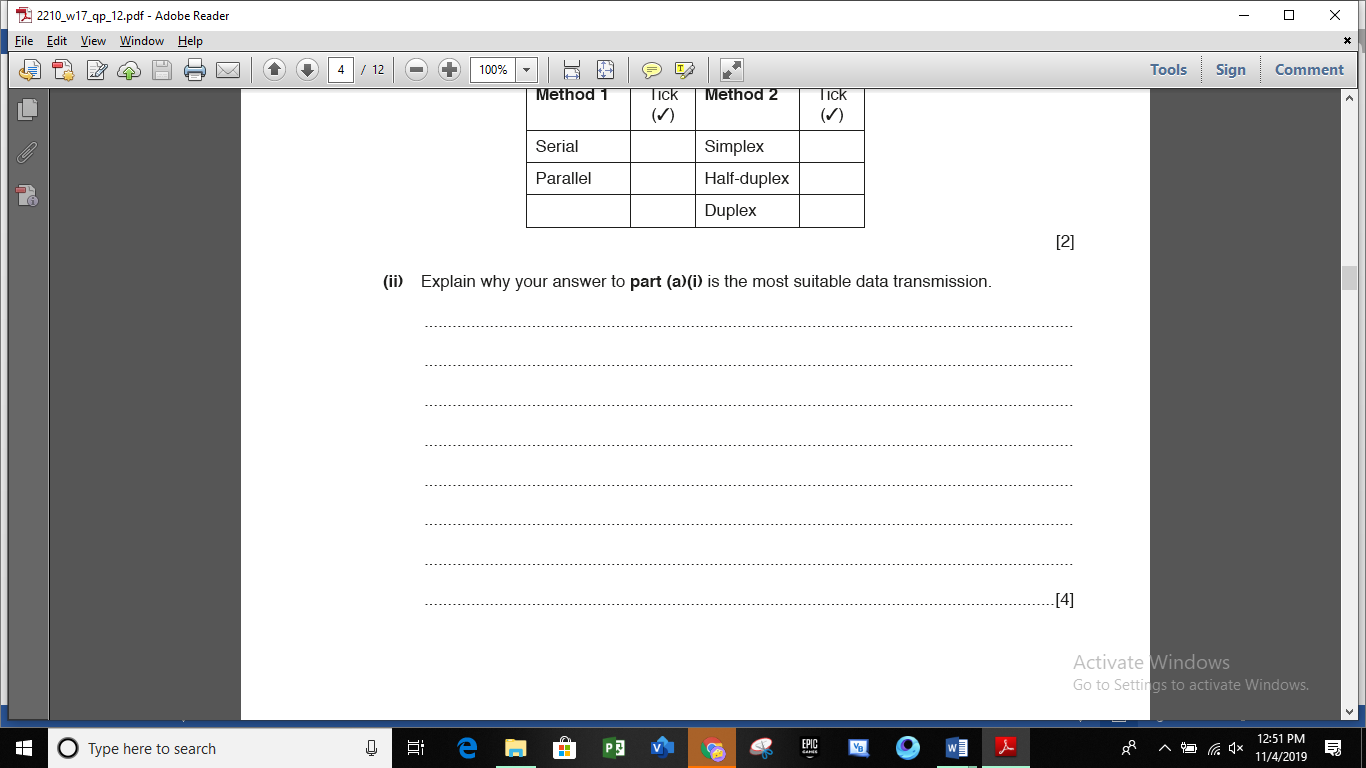 2210_w17_qp_12.pdf - Adobe Reader
File Edit View Window Help
4 / 12 100% Tools Sign Comment
Method 1 Tick (✓) Method 2 Tick (✓)
Serial Simplex
Parallel Half-duplex
Duplex
[2]
(ii) Explain why your answer to part (a)(i) is the most suitable data transmission.
[4]
Activate Windows
Go to Settings to activate Windows.
Type here to search
12:51 PM
11/4/2019